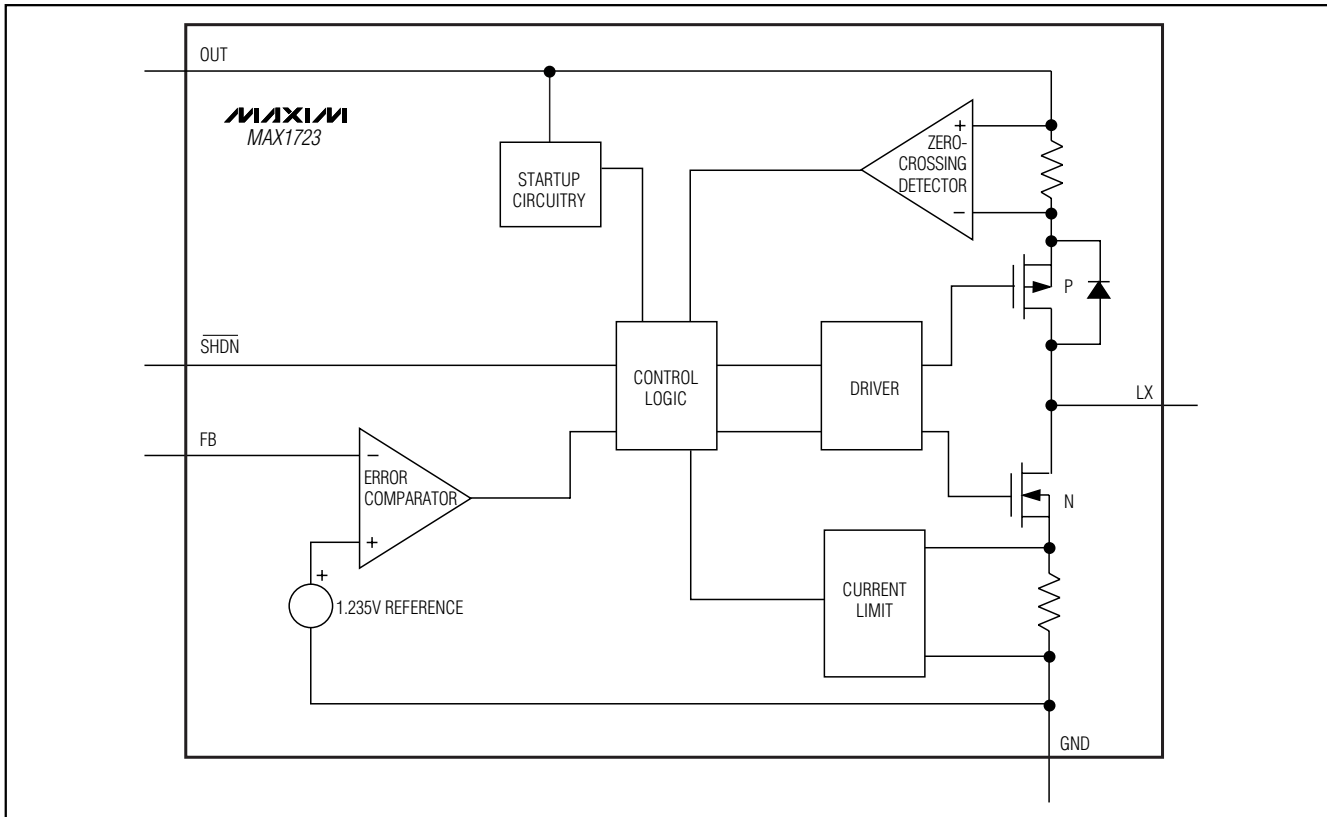 OUT
MAXIM
MAX1723
STARTUP
CIRCUITRY
+
ZERO-
CROSSING
DETECTOR
−
P
SHDN
CONTROL
LOGIC
DRIVER
LX
FB
−
ERROR
COMPARATOR
+
N
+
1.235V REFERENCE
CURRENT
LIMIT
GND